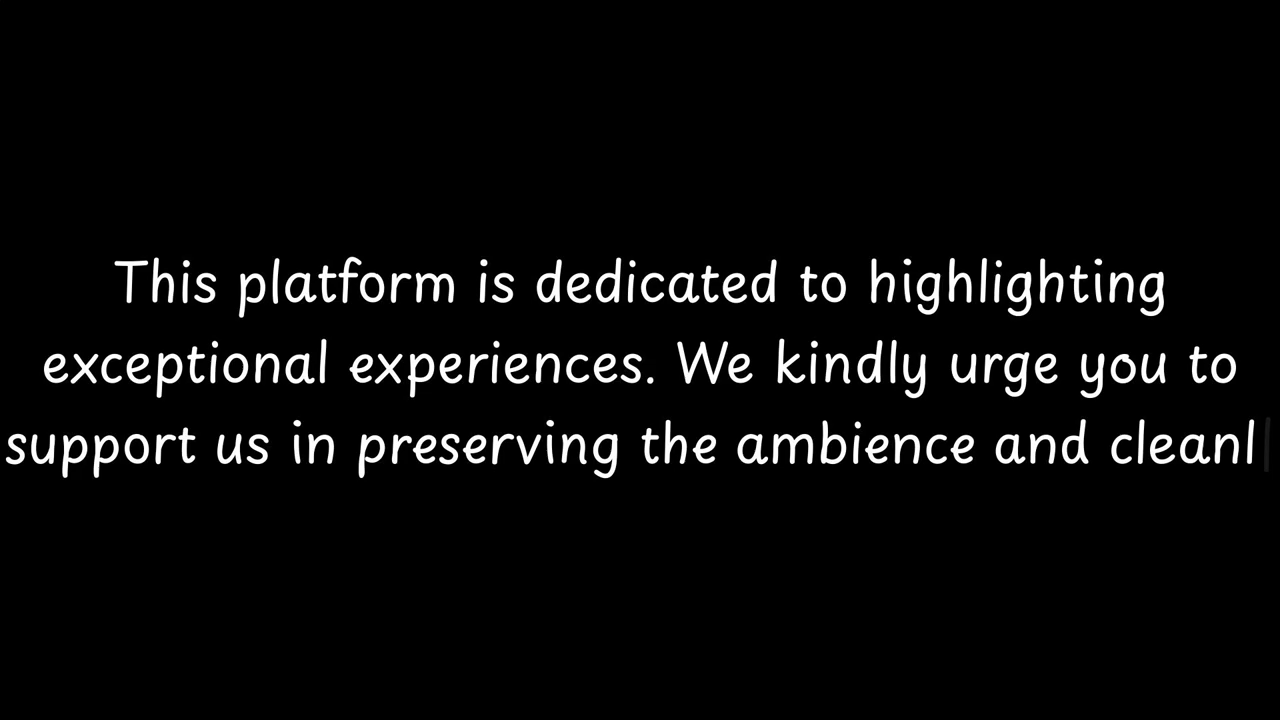 This platform is dedicated to highlighting
exceptional experiences. We kindly urge you to
support us in preserving the ambience and cleanl